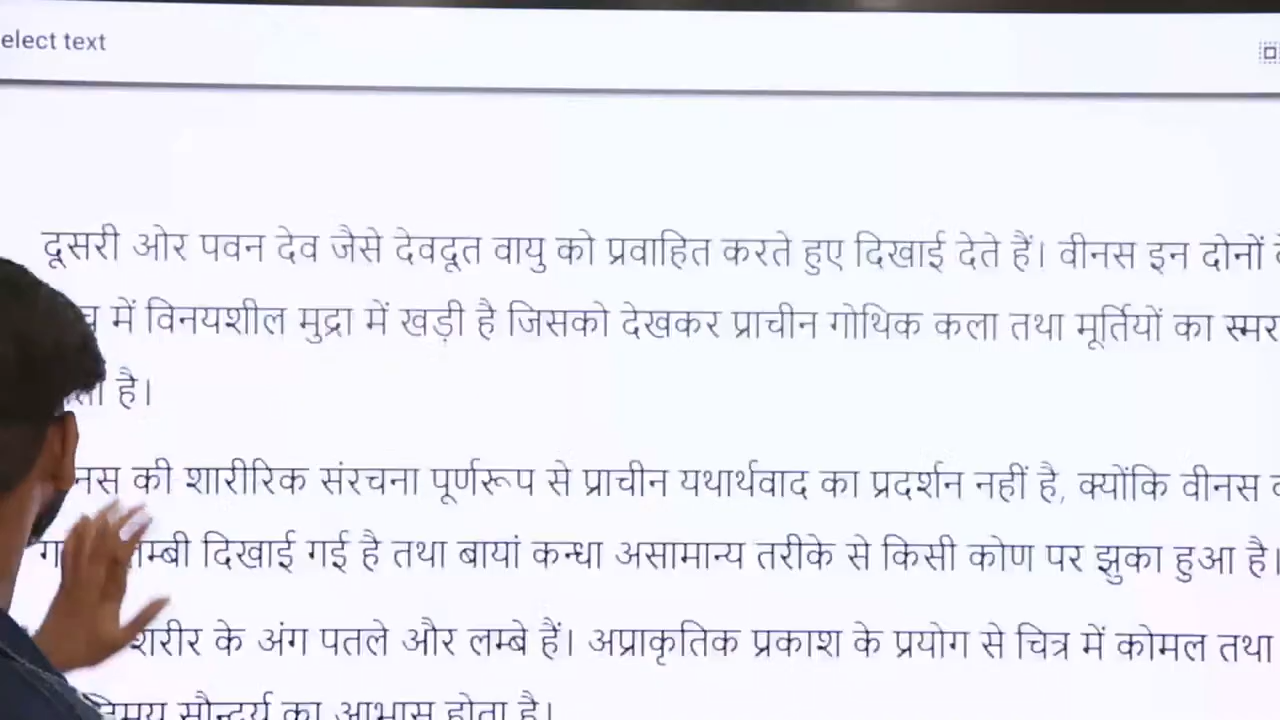 elect text
दूसरी ओर पवन देव जैसे देवदूत वायु को प्रवाहित करते हुए दिखाई देते हैं। वीनस इन दोनों
में विनयशील मुद्रा में खड़ी है जिसको देखकर प्राचीन गोथिक कला तथा मूर्तियों का स्मर
है।
नस की शारीरिक संरचना पूर्णरूप से प्राचीन यथार्थवाद का प्रदर्शन नहीं है, क्योंकि वीनस
म्बी दिखाई गई है तथा बायां कन्धा असामान्य तरीके से किसी कोण पर झुका हुआ है।
शरीर के अंग पतले और लम्बे हैं। अप्राकृतिक प्रकाश के प्रयोग से चित्र में कोमल तथा
सौन्दर्य का आभास होता है।